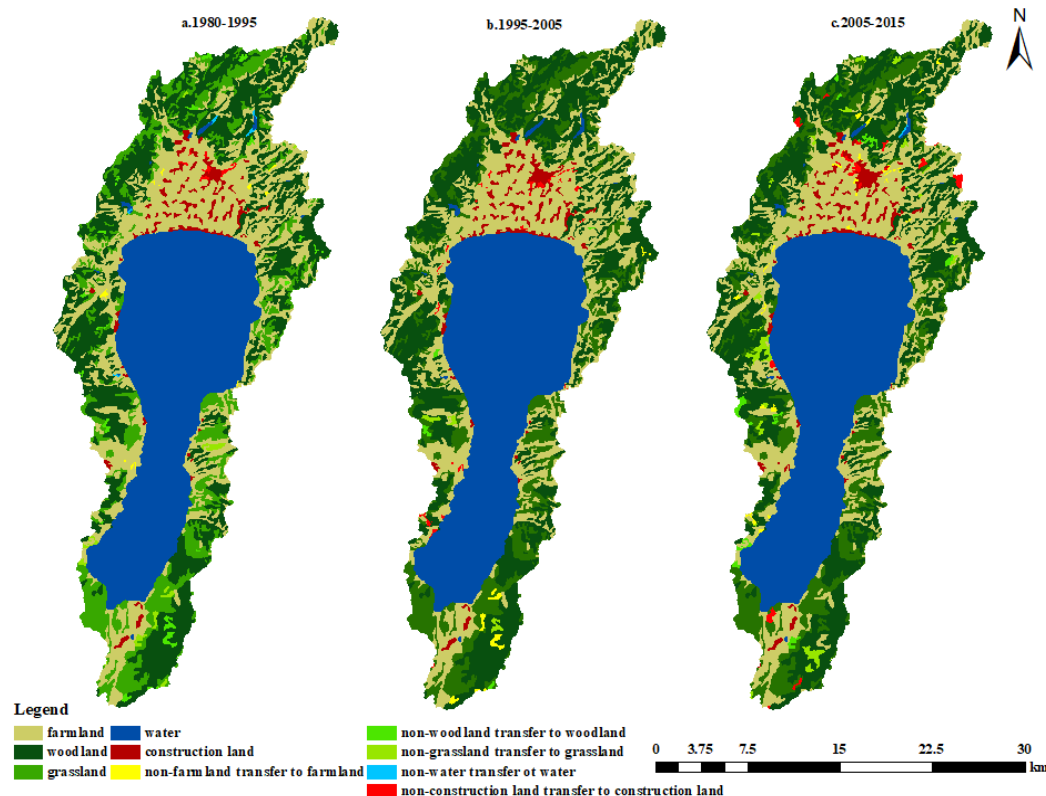 a.1980-1995
b.1995-2005
c.2005-2015
N
Legend
farmland
water
non-woodland transfer to woodland
woodland
construction land
non-grassland transfer to grassland
grassland
non-farmland transfer to farmland
non-water transfer ot water
non-construction land transfer to construction land
0 3.75 7.5 15 22.5 30
km